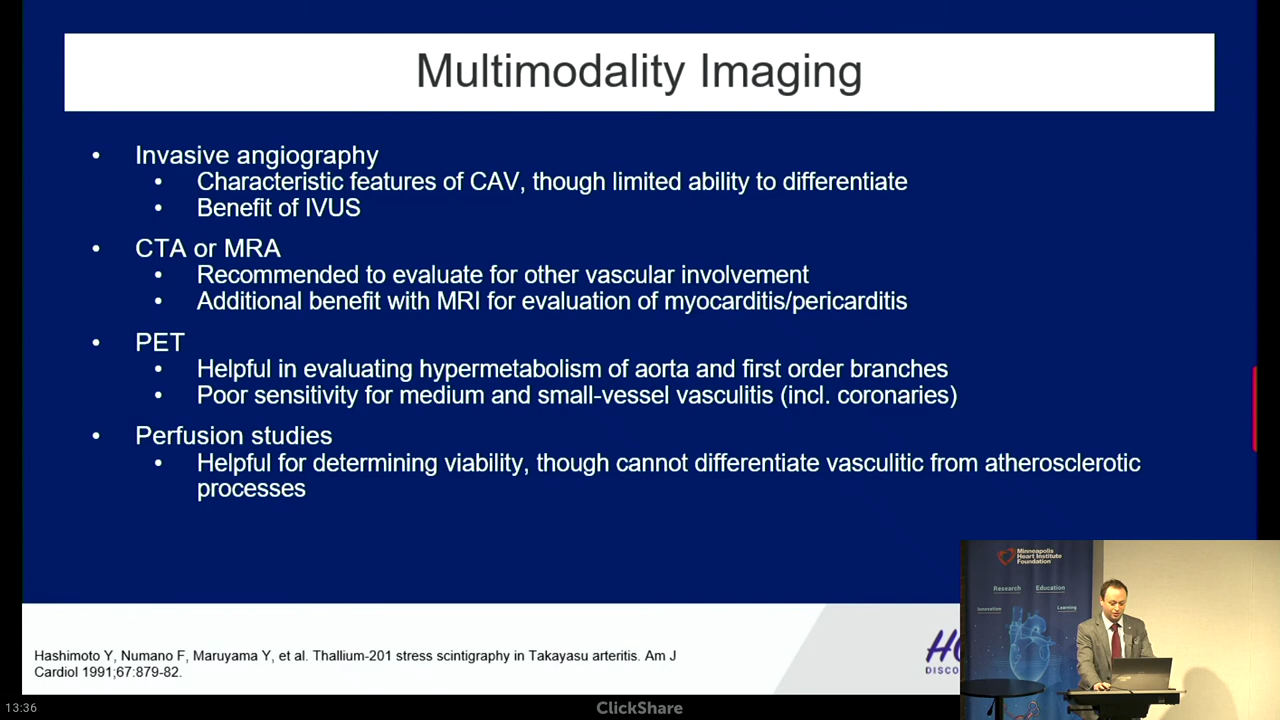 Multimodality Imaging
• Invasive angiography
• Characteristic features of CAV, though limited ability to differentiate
• Benefit of IVUS
• CTA or MRA
• Recommended to evaluate for other vascular involvement
• Additional benefit with MRI for evaluation of myocarditis/pericarditis
• PET
• Helpful in evaluating hypermetabolism of aorta and first order branches
• Poor sensitivity for medium and small-vessel vasculitis (incl. coronaries)
• Perfusion studies
• Helpful for determining viability, though cannot differentiate vasculitic from atherosclerotic
processes
Hashimoto Y, Numano F, Maruyama Y, et al. Thallium-201 stress scintigraphy in Takayasu arteritis. Am J
Cardiol 1991;67:879-82.
DISCO
Minneapolis
Heart Institute
Foundation
Research Education
Innovation Learning
13:36
ClickShare